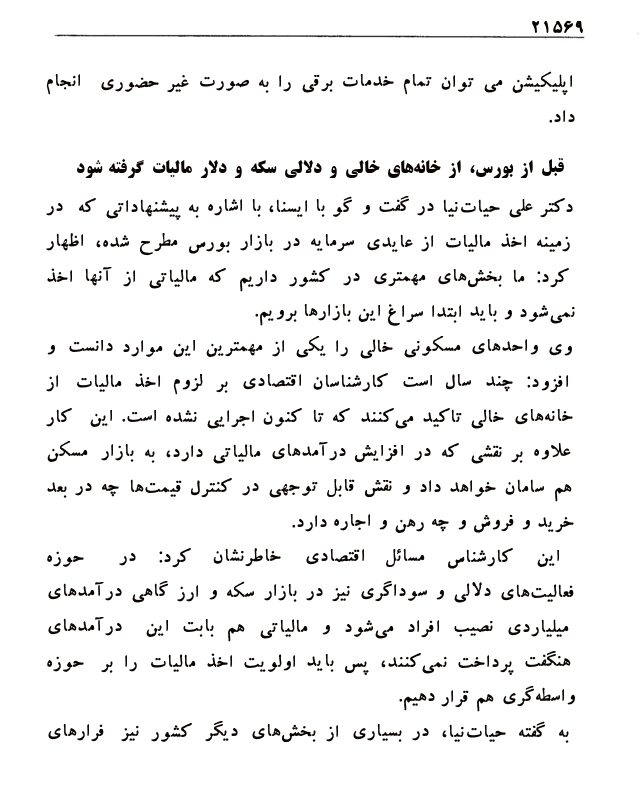 ۲۱۵۶۹
اپلیکیشن می توان تمام خدمات برقی را به صورت غیر حضوری انجام
داد.
قبل از بورس، از خانه‌های خالی و دلالی سکه و دلار مالیات گرفته شود
دکتر علی حیات‌نیا در گفت و گو با ایسنا، با اشاره به پیشنهاداتی که در
زمینه اخذ مالیات از عایدی سرمایه در بازار بورس مطرح شده، اظهار
کرد: ما بخش‌های مهمتری در کشور داریم که مالیاتی از آنها اخذ
نمی‌شود و باید ابتدا سراغ این بازارها برویم.
وی واحدهای مسکونی خالی را یکی از مهمترین این موارد دانست و
افزود: چند سال است کارشناسان اقتصادی بر لزوم اخذ مالیات از
خانه‌های خالی تاکید می‌کنند که تا کنون اجرایی نشده است. این کار
علاوه بر نقشی که در افزایش درآمدهای مالیاتی دارد، به بازار مسکن
هم سامان خواهد داد و نقش قابل توجهی در کنترل قیمت‌ها چه در بعد
خرید و فروش و چه رهن و اجاره دارد.
این کارشناس مسائل اقتصادی خاطرنشان کرد: در حوزه
فعالیت‌های دلالی و سوداگری نیز در بازار سکه و ارز گاهی درآمدهای
میلیاردی نصیب افراد می‌شود و مالیاتی هم بابت این درآمدهای
هنگفت پرداخت نمی‌کنند، پس باید اولویت اخذ مالیات را بر حوزه
واسطه‌گری هم قرار دهیم.
به گفته حیات‌نیا، در بسیاری از بخش‌های دیگر کشور نیز فرارهای